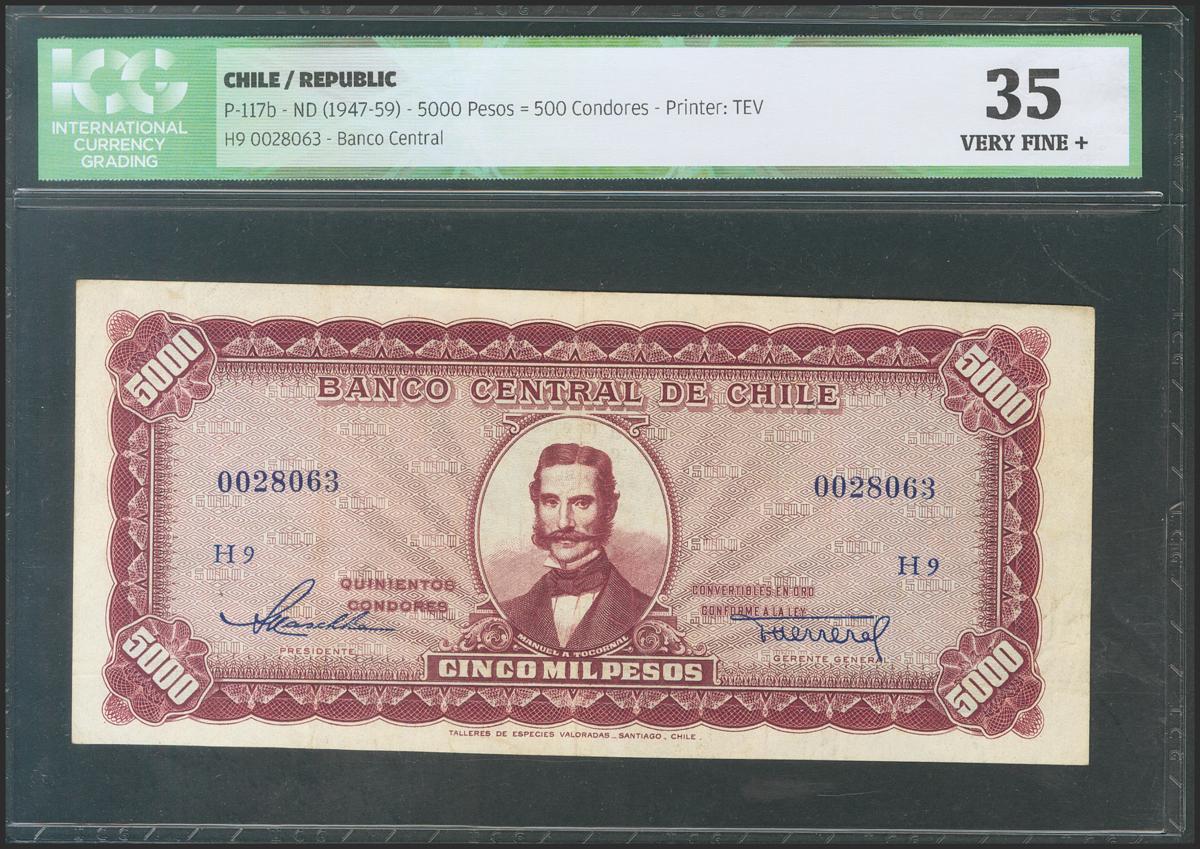 ICG
INTERNATIONAL
CURRENCY
GRADING
CHILE / REPUBLIC
P-117b - ND (1947-59) - 5000 Pesos = 500 Condores - Printer: TEV
H9 0028063 - Banco Central
35
VERY FINE +
5000
5000
BANCO CENTRAL DE CHILE
0028063
0028063
H 9
H 9
QUINIENTOS
CONDORES
CONVERTIBLES EN ORO
CONFORME A LA LEY
PRESIDENTE
MANUEL A TOCORNAL
GERENTE GENERAL
5000
CINCO MIL PESOS
5000
TALLERES DE ESPECIES VALORADAS _ SANTIAGO, CHILE .